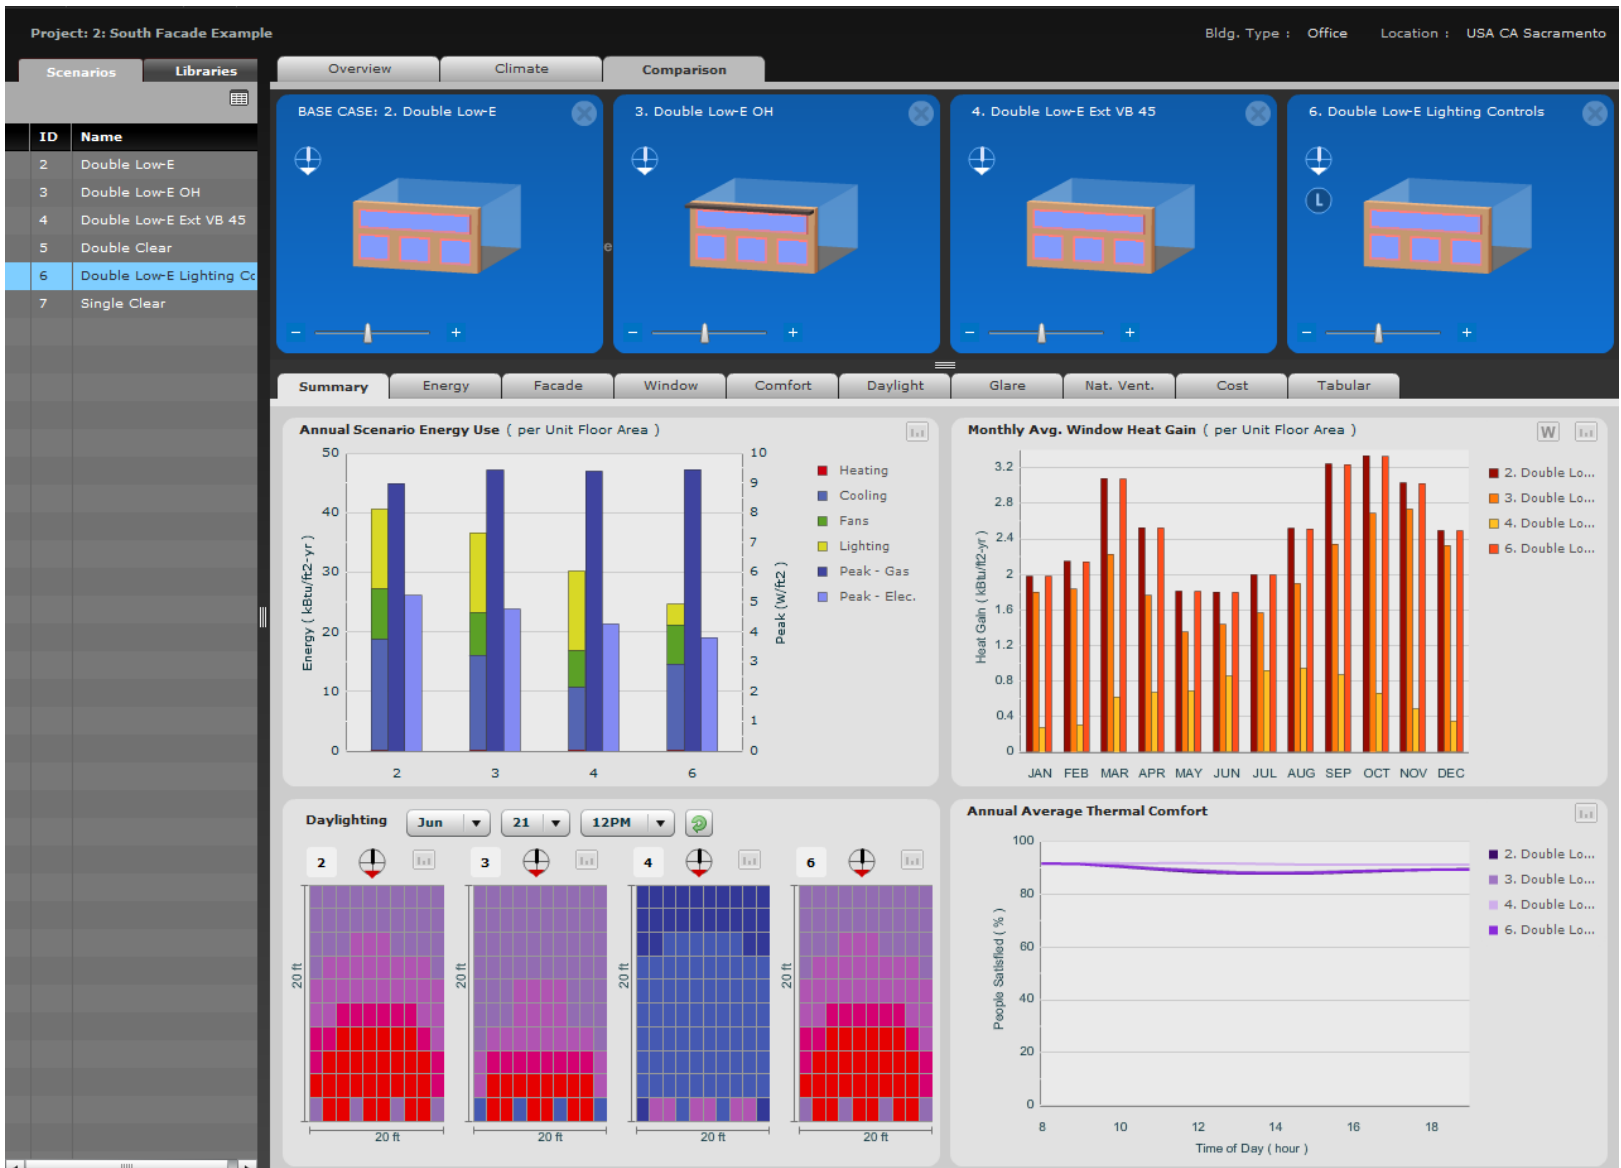 Project: 2: South Facade Example
Bldg. Type : Office Location : USA CA Sacramento
Scenarios Libraries
Overview Climate Comparison
ID Name
2 Double Low-E
3 Double Low-E OH
4 Double Low-E Ext VB 45
5 Double Clear
6 Double Low-E Lighting Cc
7 Single Clear
BASE CASE: 2. Double Low-E
3. Double Low-E OH
4. Double Low-E Ext VB 45
6. Double Low-E Lighting Controls
L
e
− +
− +
− +
− +
Summary Energy Facade Window Comfort Daylight Glare Nat. Vent. Cost Tabular
Annual Scenario Energy Use ( per Unit Floor Area )
50
40
30
20
10
0
Energy ( kBtu/ft2-yr )
10
9
8
7
6
5
4
3
2
1
0
Peak (W/ft2 )
2 3 4 6
Heating
Cooling
Fans
Lighting
Peak - Gas
Peak - Elec.
Monthly Avg. Window Heat Gain ( per Unit Floor Area )
W
3.2
2.8
2.4
2
1.6
1.2
0.8
0.4
0
Heat Gain ( kBtu/ft2-yr )
JAN FEB MAR APR MAY JUN JUL AUG SEP OCT NOV DEC
2. Double Lo...
3. Double Lo...
4. Double Lo...
6. Double Lo...
Daylighting Jun 21 12PM
2 3 4 6
20 ft 20 ft 20 ft 20 ft
20 ft 20 ft 20 ft 20 ft
Annual Average Thermal Comfort
100
80
60
40
20
0
People Satisfied ( % )
8 10 12 14 16 18
Time of Day ( hour )
2. Double Lo...
3. Double Lo...
4. Double Lo...
6. Double Lo...